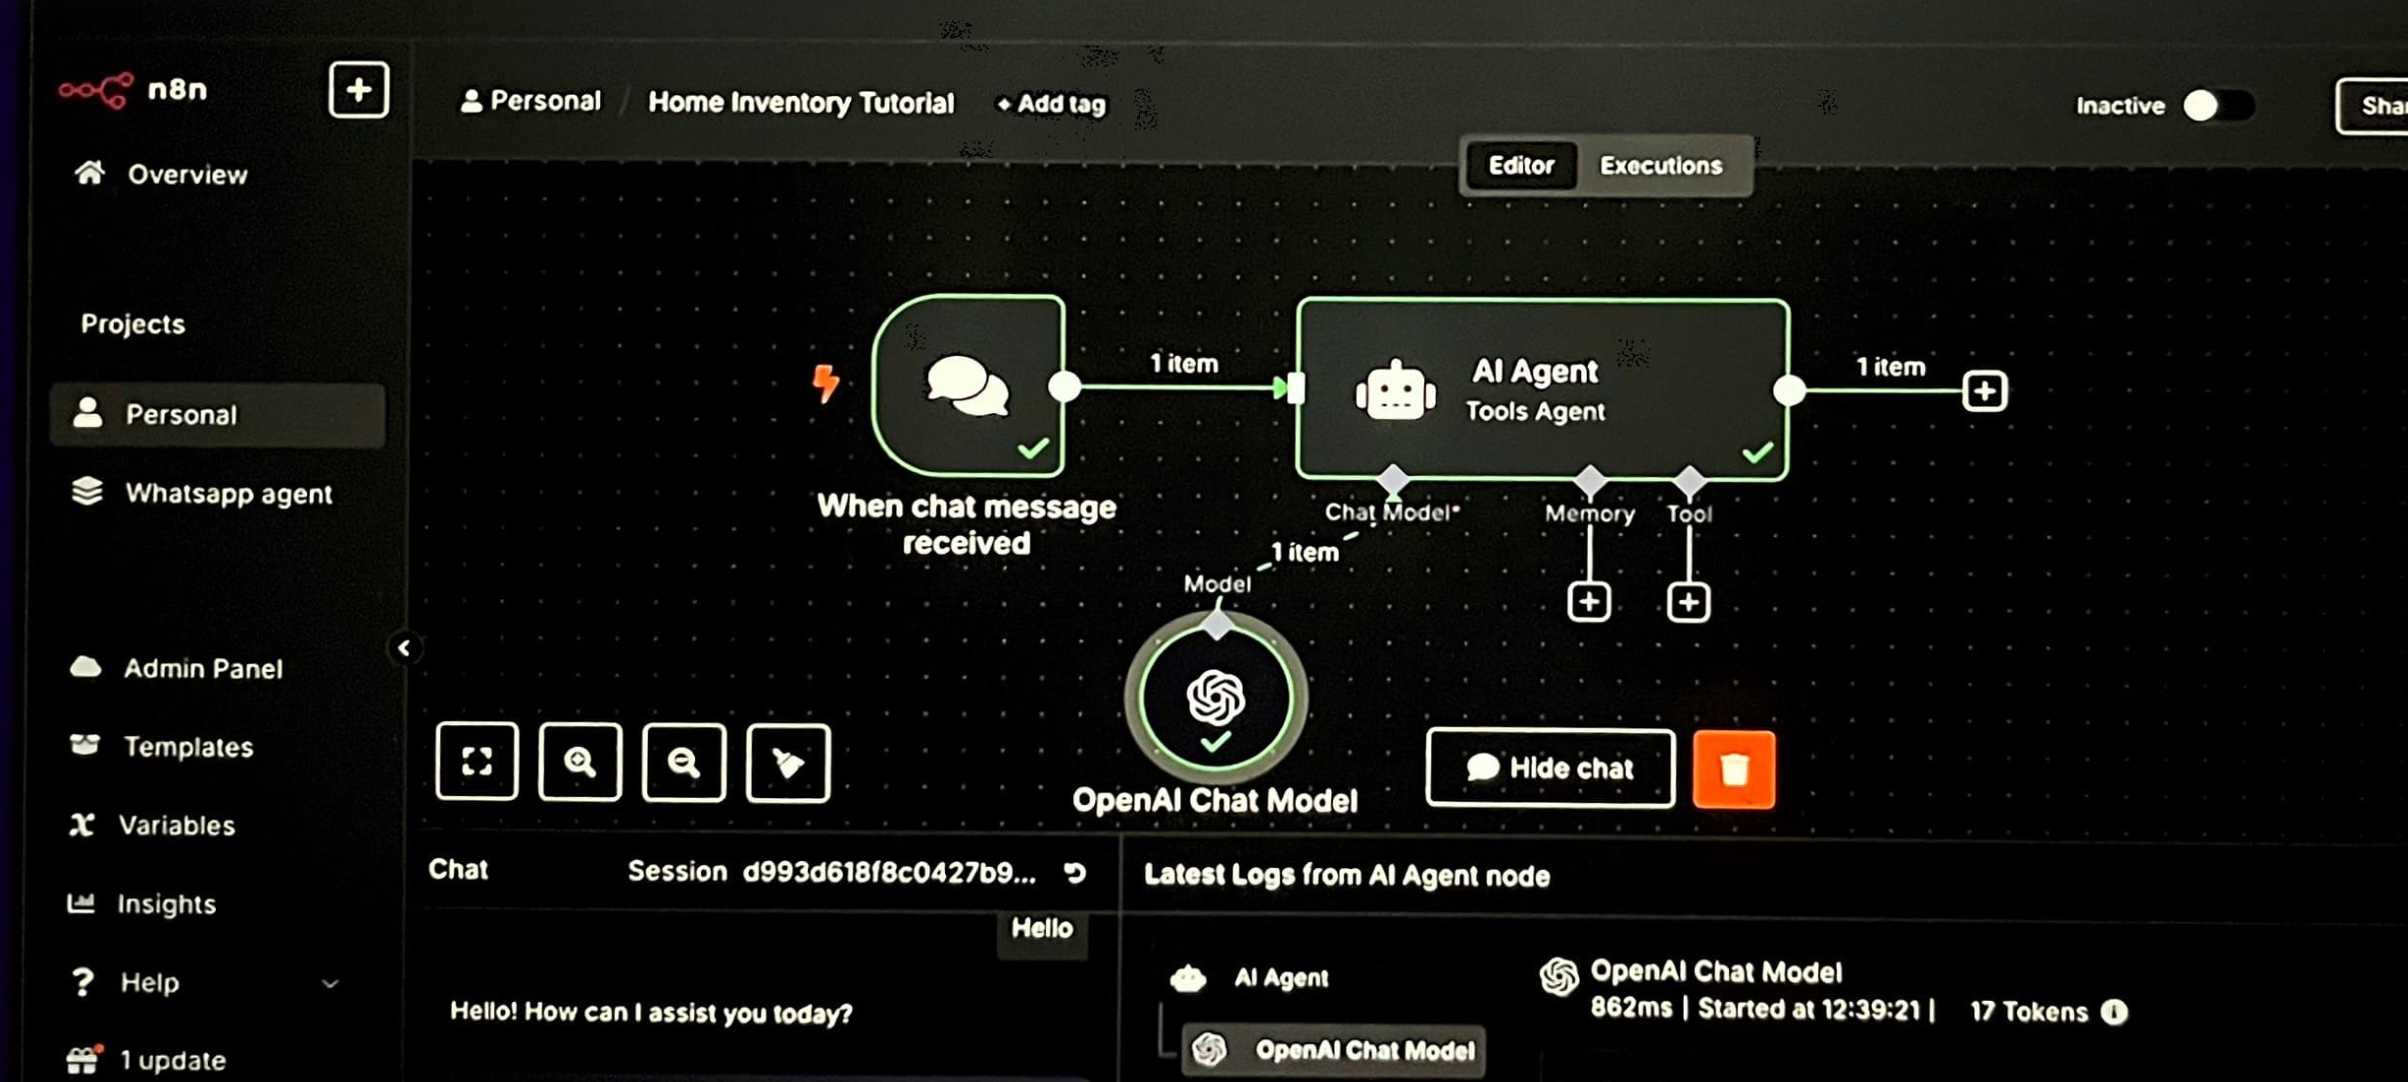 n8n
Personal / Home Inventory Tutorial + Add tag
Inactive
Editor Executions
Overview
Projects
Personal
Whatsapp agent
Admin Panel
Templates
Variables
Insights
Help
1 update
1 item
AI Agent
Tools Agent
1 item
When chat message
received
Chat Model*
Memory
Tool
1 item
Model
OpenAI Chat Model
Hide chat
Chat
Session d993d618f8c0427b9...
Hello
Hello! How can I assist you today?
Latest Logs from AI Agent node
AI Agent
OpenAI Chat Model
OpenAI Chat Model
862ms | Started at 12:39:21 | 17 Tokens